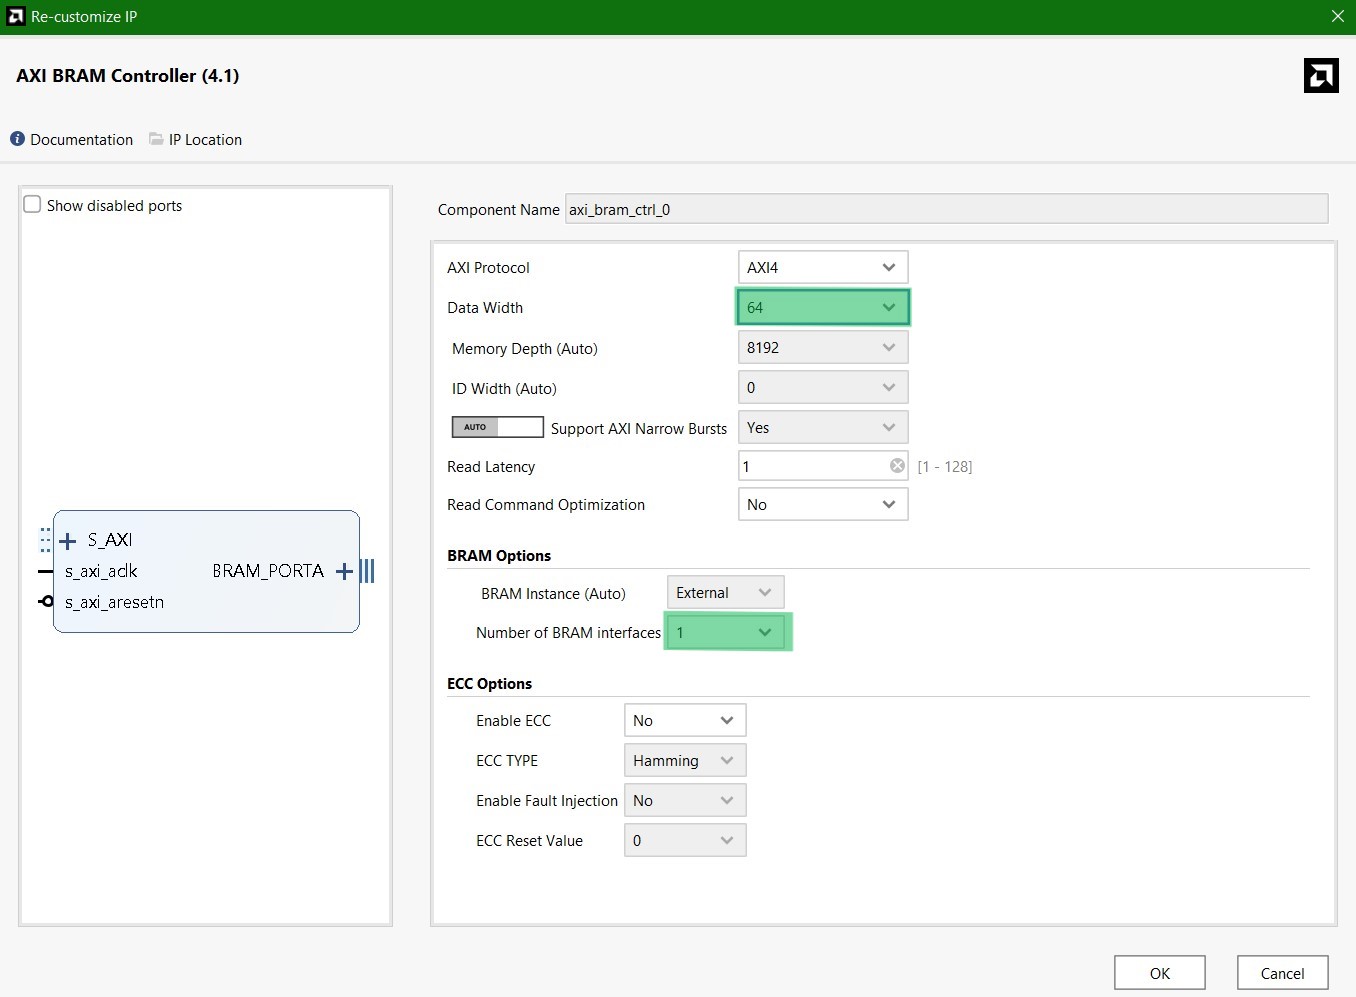 Re-customize IP
AXI BRAM Controller (4.1)
Documentation IP Location
Show disabled ports
Component Name axi_bram_ctrl_0
AXI Protocol AXI4
Data Width 64
Memory Depth (Auto) 8192
ID Width (Auto) 0
AUTO Support AXI Narrow Bursts Yes
Read Latency 1 [1 - 128]
Read Command Optimization No
S_AXI
s_axi_aclk BRAM_PORTA
s_axi_aresetn
BRAM Options
BRAM Instance (Auto) External
Number of BRAM interfaces 1
ECC Options
Enable ECC No
ECC TYPE Hamming
Enable Fault Injection No
ECC Reset Value 0
OK Cancel